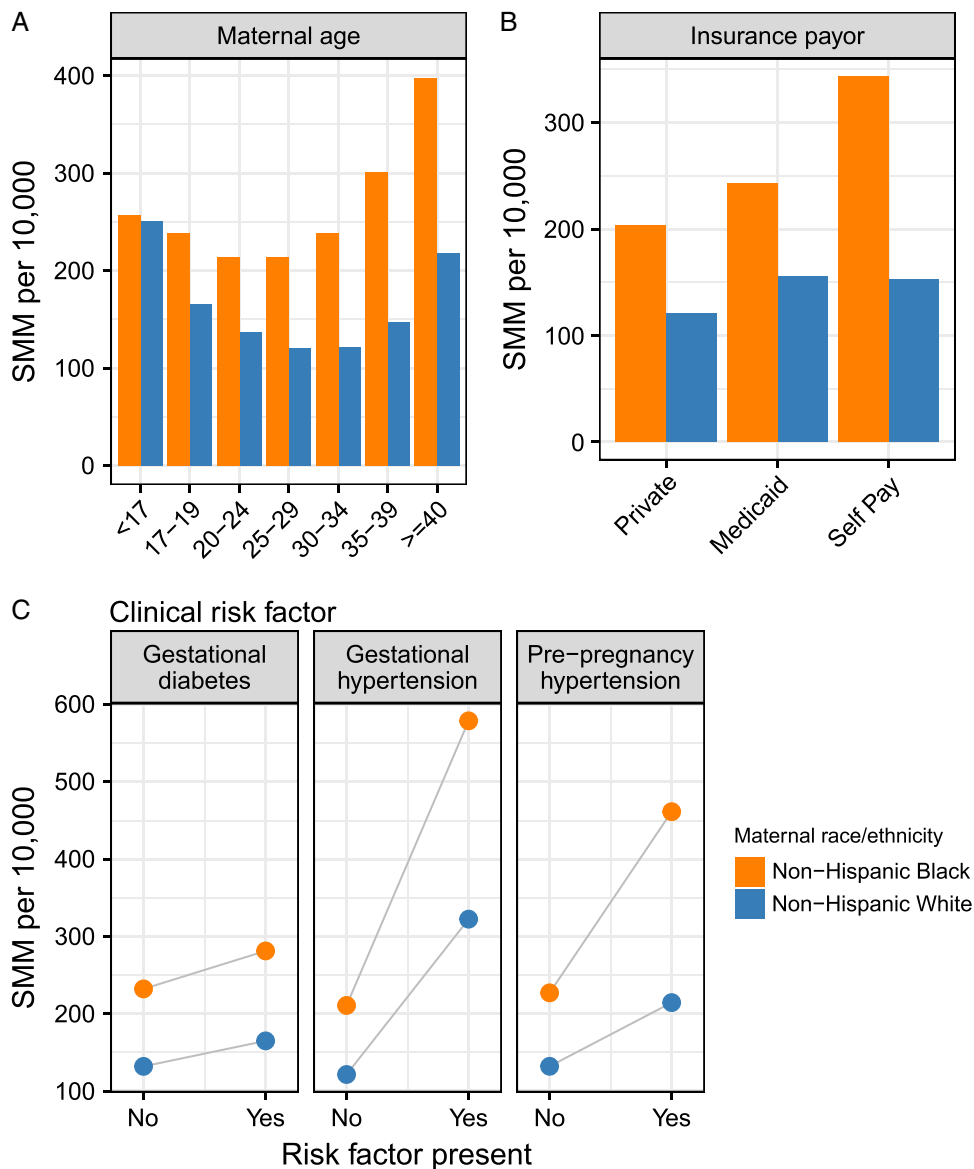 A
Maternal age
SMM per 10,000
400
300
200
100
0
<17
17−19
20−24
25−29
30−34
35−39
>=40
B
Insurance payor
SMM per 10,000
300
200
100
0
Private
Medicaid
Self Pay
C
Clinical risk factor
Gestational
diabetes
Gestational
hypertension
Pre−pregnancy
hypertension
SMM per 10,000
600
500
400
300
200
100
No
Yes
No
Yes
No
Yes
Risk factor present
Maternal race/ethnicity
Non−Hispanic Black
Non−Hispanic White